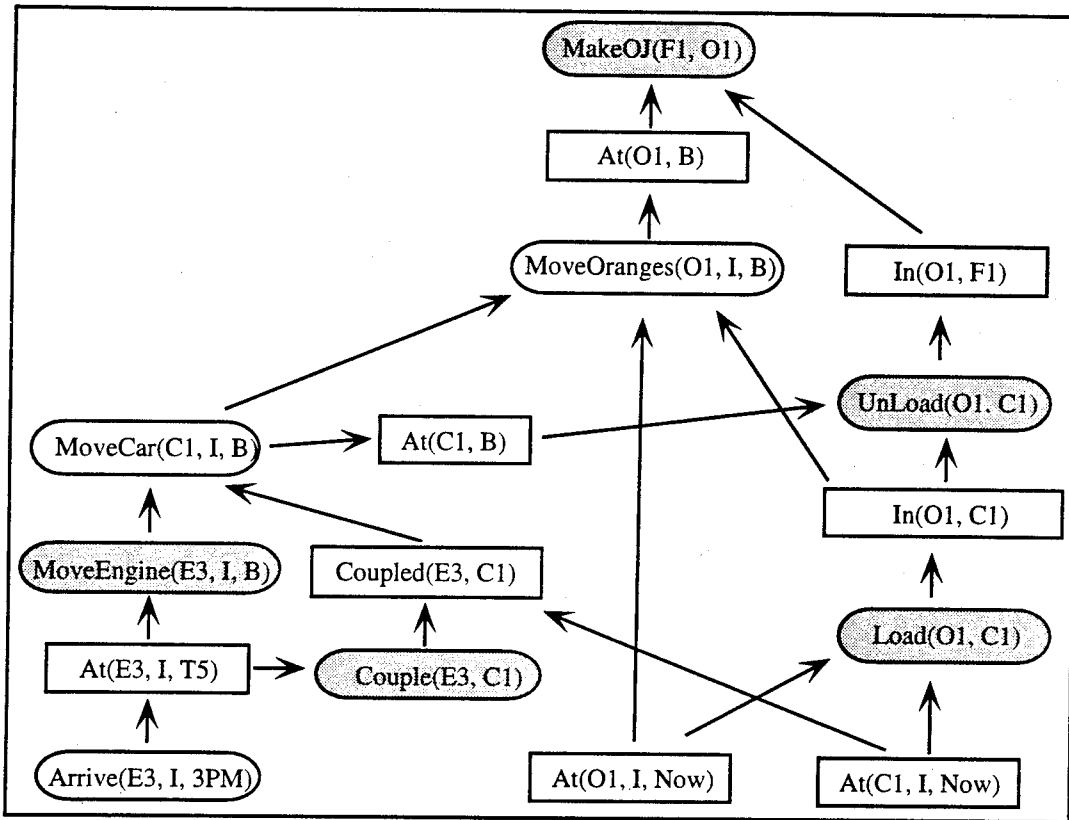 MakeOJ(F1, O1)
At(O1, B)
MoveOranges(O1, I, B)
In(O1, F1)
UnLoad(O1. C1)
MoveCar(C1, I, B)
At(C1, B)
In(O1, C1)
MoveEngine(E3, I, B)
Coupled(E3, C1)
Load(O1, C1)
At(E3, I, T5)
Couple(E3, C1)
Arrive(E3, I, 3PM)
At(O1, I, Now)
At(C1, I, Now)